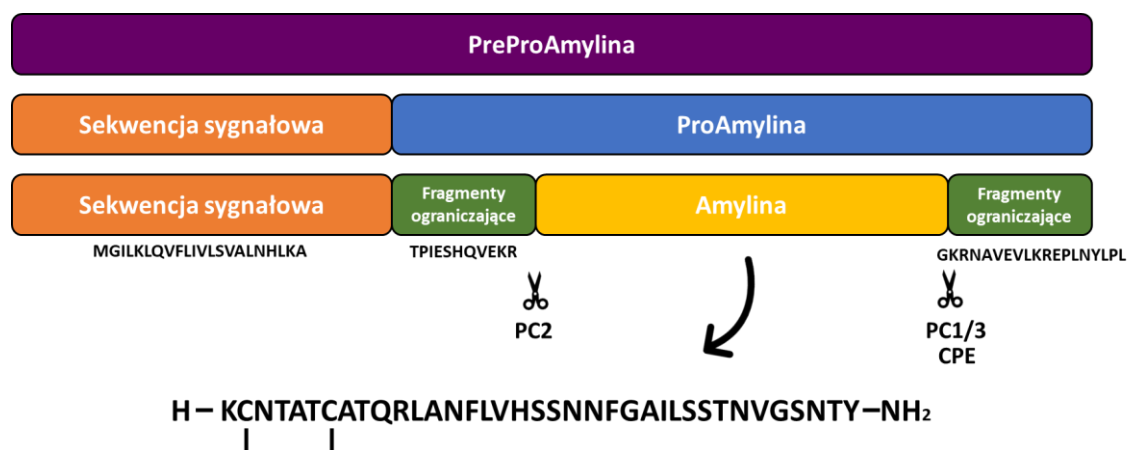 PreProAmylina
Sekwencja sygnałowa
ProAmylina
Sekwencja sygnałowa
Fragmenty
ograniczające
Amylina
Fragmenty
ograniczające
MGILKLQVFLIVLSVALNHLKA
TPIESHQVEKR
GKRNAVEVLKREPLNYLPL
PC2
PC1/3
CPE
H – KCNTATCATQRLANFLVHSSNNFGAILSSTNVGSNTY –NH₂